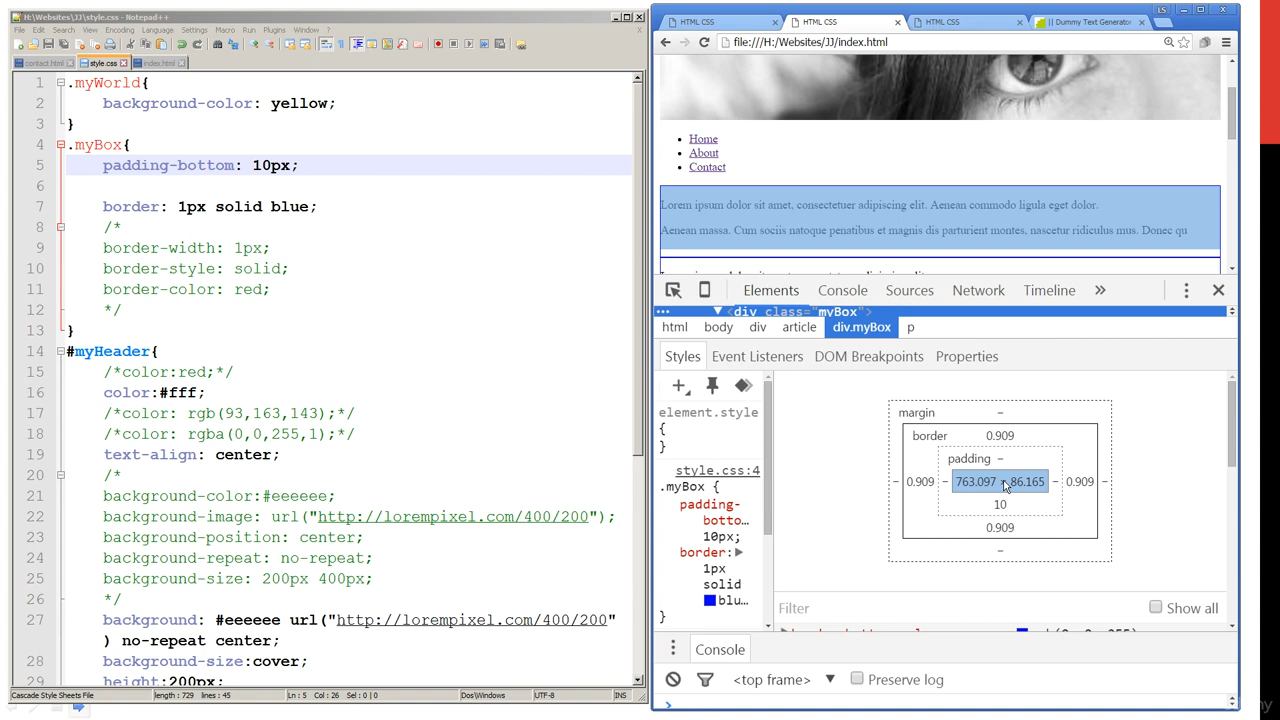 H:\Websites\JJ\style.css - Notepad++
File Edit Search View Encoding Language Settings Macro Run Plugins Window ?
contact.html style.css index.html
1 .myWorld{
2 background-color: yellow;
3 }
4 .myBox{
5 padding-bottom: 10px;
6
7 border: 1px solid blue;
8 /*
9 border-width: 1px;
10 border-style: solid;
11 border-color: red;
12 */
13 }
14 #myHeader{
15 /*color:red;*/
16 color:#fff;
17 /*color: rgb(93,163,143);*/
18 /*color: rgba(0,0,255,1);*/
19 text-align: center;
20 /*
21 background-color:#eeeeee;
22 background-image: url("http://lorempixel.com/400/200");
23 background-position: center;
24 background-repeat: no-repeat;
25 background-size: 200px 400px;
26 */
27 background: #eeeeee url("http://lorempixel.com/400/200"
) no-repeat center;
28 background-size:cover;
29 height:200px;
Cascade Style Sheets File length : 729 lines : 45 Ln : 5 Col : 26 Sel : 0 | 0 Dos\Windows UTF-8 INS
HTML CSS HTML CSS HTML CSS || Dummy Text Generator LS
file:///H:/Websites/JJ/index.html
Home
About
Contact
Lorem ipsum dolor sit amet, consectetuer adipiscing elit. Aenean commodo ligula eget dolor.
Aenean massa. Cum sociis natoque penatibus et magnis dis parturient montes, nascetur ridiculus mus. Donec qu
Elements Console Sources Network Timeline »
... <div class="myBox">
html body div article div.myBox p
Styles Event Listeners DOM Breakpoints Properties
element.style
{
}
style.css:4
.myBox {
padding-
botto…
10px;
border:
1px
solid
blu…
}
margin –
border 0.909
padding –
– 0.909 – 763.097 × 86.165 – 0.909 –
10
0.909
–
Filter Show all
Console
<top frame> Preserve log
>